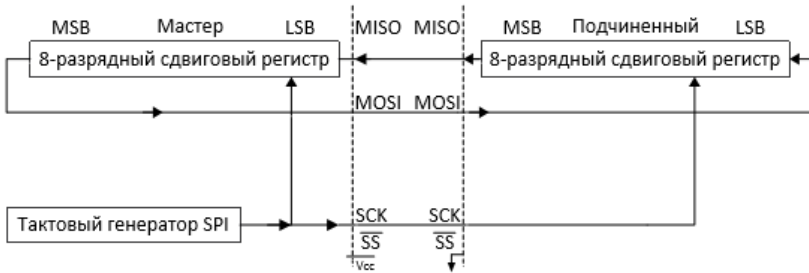 MSB Мастер LSB MISO MISO MSB Подчиненный LSB
8-разрядный сдвиговый регистр 8-разрядный сдвиговый регистр
MOSI MOSI
Тактовый генератор SPI SCK SCK
SS SS
Vcc